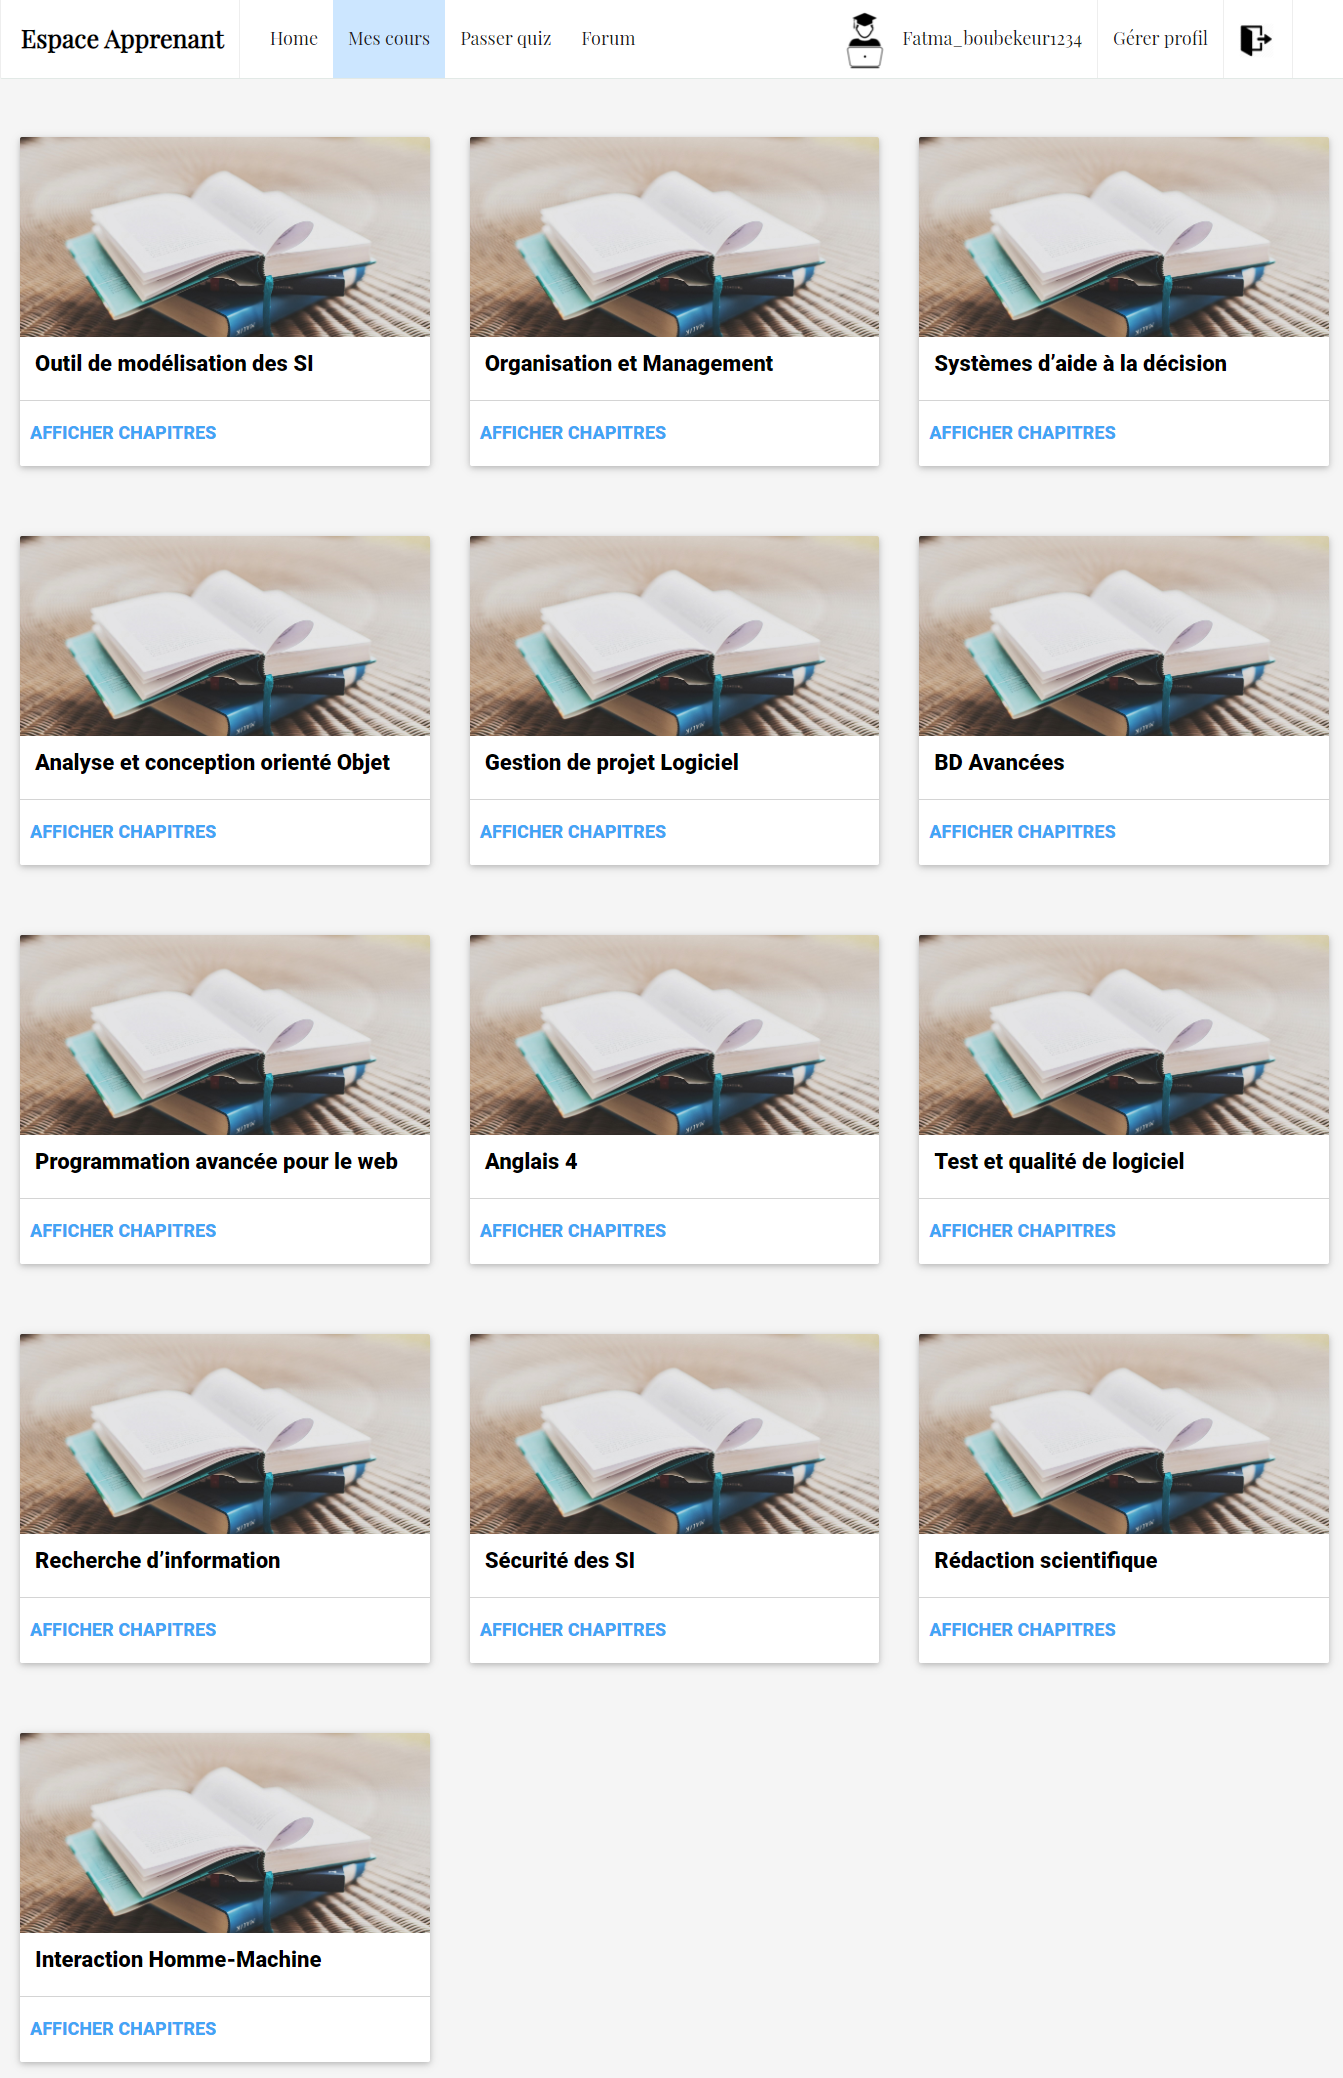 Espace Apprenant Home Mes cours Passer quiz Forum Fatma_boubekeur1234 Gérer profil
Outil de modélisation des SI
AFFICHER CHAPITRES
Organisation et Management
AFFICHER CHAPITRES
Systèmes d’aide à la décision
AFFICHER CHAPITRES
Analyse et conception orienté Objet
AFFICHER CHAPITRES
Gestion de projet Logiciel
AFFICHER CHAPITRES
BD Avancées
AFFICHER CHAPITRES
Programmation avancée pour le web
AFFICHER CHAPITRES
Anglais 4
AFFICHER CHAPITRES
Test et qualité de logiciel
AFFICHER CHAPITRES
Recherche d’information
AFFICHER CHAPITRES
Sécurité des SI
AFFICHER CHAPITRES
Rédaction scientifique
AFFICHER CHAPITRES
Interaction Homme-Machine
AFFICHER CHAPITRES